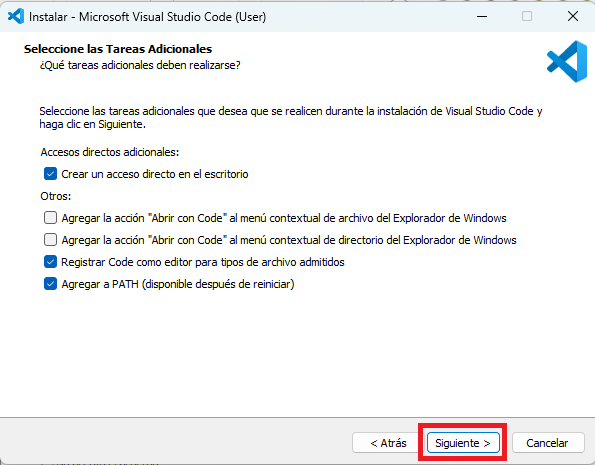 Instalar - Microsoft Visual Studio Code (User)
Seleccione las Tareas Adicionales
¿Qué tareas adicionales deben realizarse?
Seleccione las tareas adicionales que desea que se realicen durante la instalación de Visual Studio Code y
haga clic en Siguiente.
Accesos directos adicionales:
Crear un acceso directo en el escritorio
Otros:
Agregar la acción "Abrir con Code" al menú contextual de archivo del Explorador de Windows
Agregar la acción "Abrir con Code" al menú contextual de directorio del Explorador de Windows
Registrar Code como editor para tipos de archivo admitidos
Agregar a PATH (disponible después de reiniciar)
< Atrás
Siguiente >
Cancelar